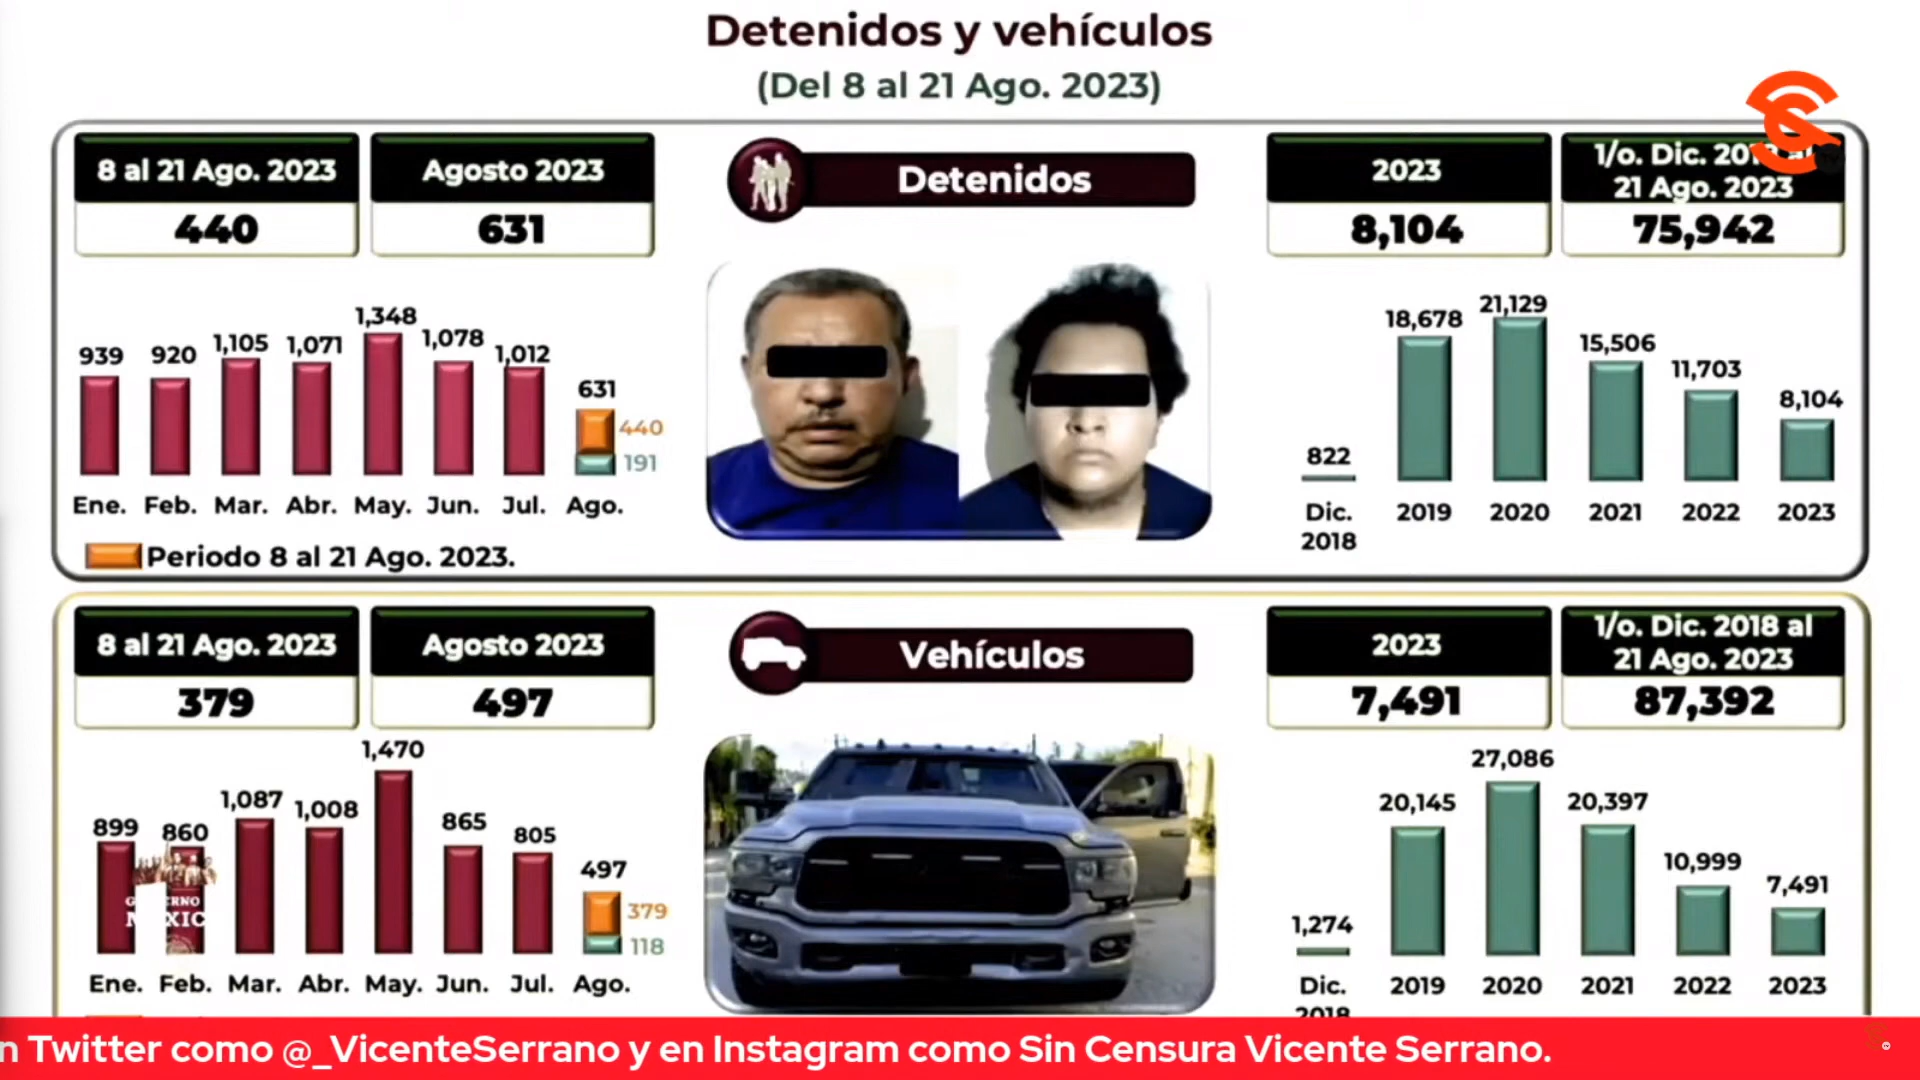 Detenidos y vehículos
(Del 8 al 21 Ago. 2023)
8 al 21 Ago. 2023
440
Agosto 2023
631
Detenidos
2023
8,104
1/o. Dic. 2018 al
21 Ago. 2023
75,942
939
920
1,105
1,071
1,348
1,078
1,012
631
440
191
Ene. Feb. Mar. Abr. May. Jun. Jul. Ago.
Periodo 8 al 21 Ago. 2023.
822
18,678
21,129
15,506
11,703
8,104
Dic.
2018
2019 2020 2021 2022 2023
8 al 21 Ago. 2023
379
Agosto 2023
497
Vehículos
2023
7,491
1/o. Dic. 2018 al
21 Ago. 2023
87,392
899
860
1,087
1,008
1,470
865
805
497
379
118
Ene. Feb. Mar. Abr. May. Jun. Jul. Ago.
1,274
20,145
27,086
20,397
10,999
7,491
Dic.
2018
2019 2020 2021 2022 2023
n Twitter como @_VicenteSerrano y en Instagram como Sin Censura Vicente Serrano.